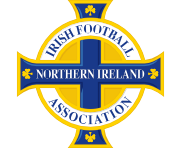 IRISH FOOTBALL
NORTHERN IRELAND
ASSOCIATION